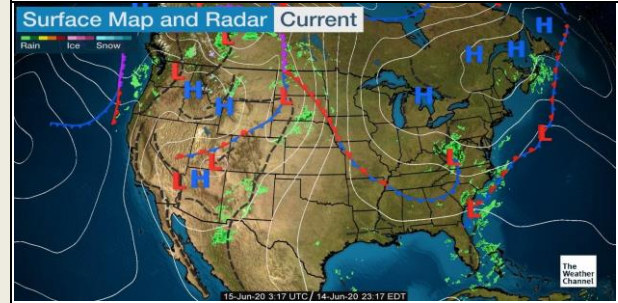 Surface Map and Radar Current
Rain Ice Snow
H
H
L
H
H
L
H
H
L
H
L
L
L
L
L
H
L
The
Weather
Channel
15-Jun-20 3:17 UTC / 14-Jun-20 23:17 EDT